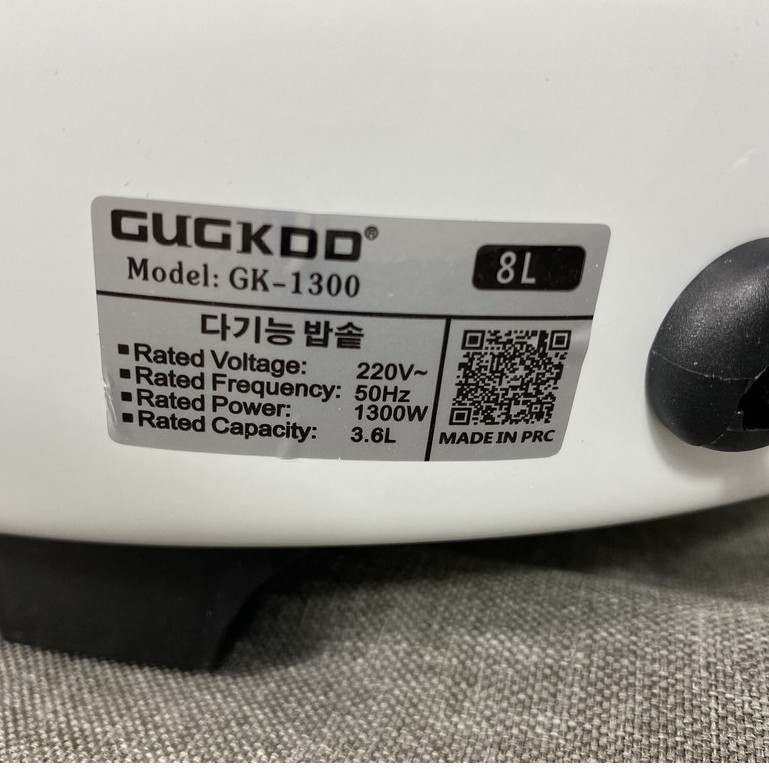 GUGKDD®
Model: GK-1300
8L
다기능 밥솥
▪Rated Voltage: 220V~
▪Rated Frequency: 50Hz
▪Rated Power: 1300W
▪Rated Capacity: 3.6L
MADE IN PRC